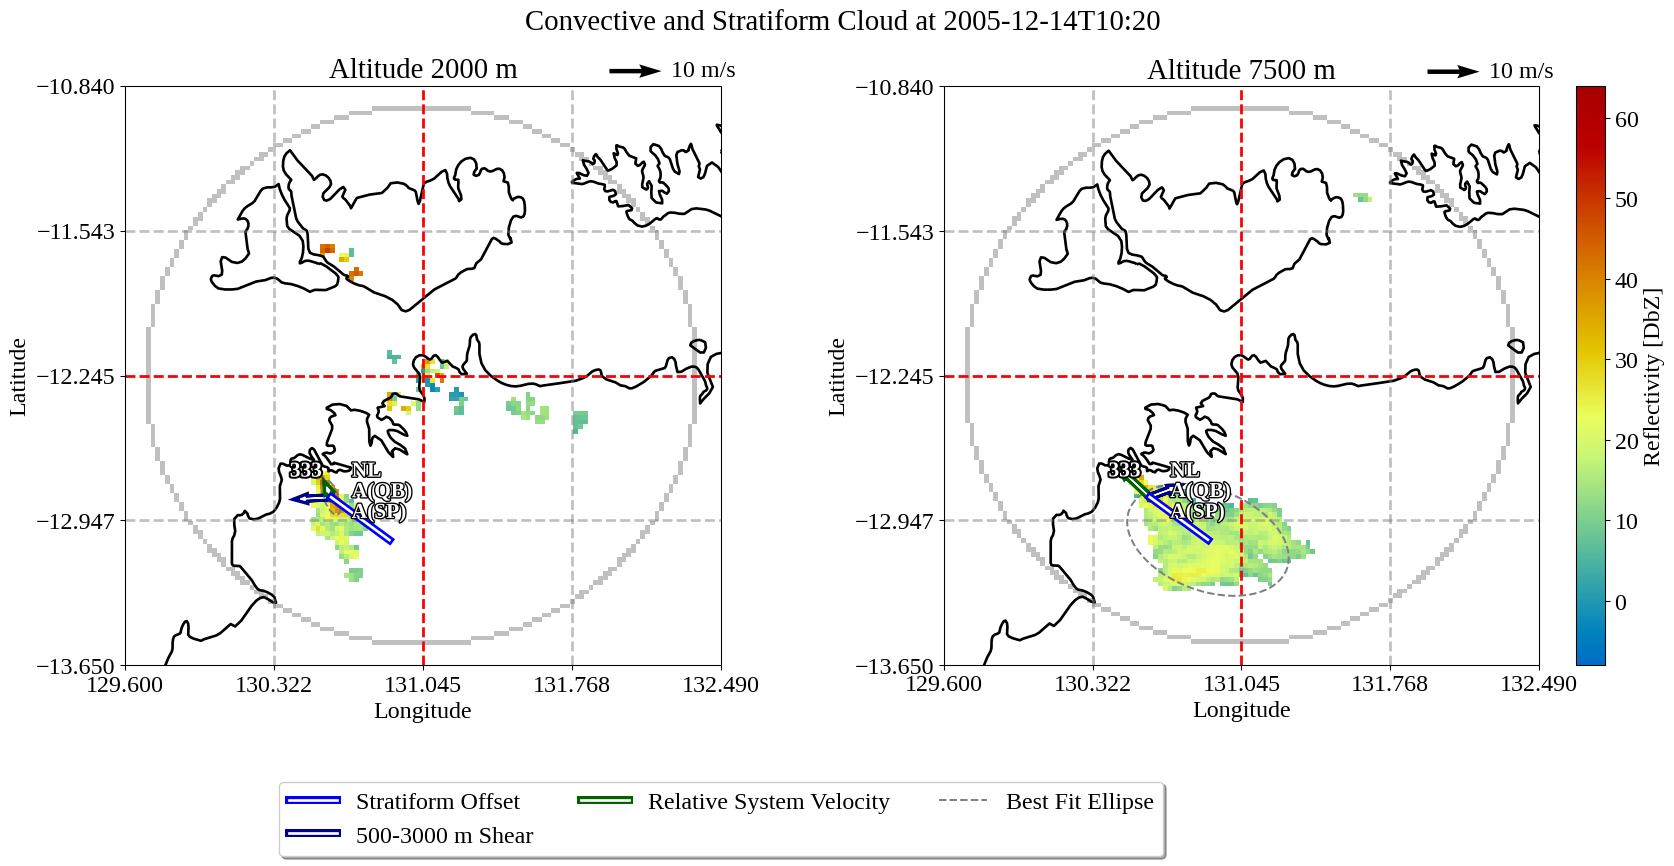 Convective and Stratiform Cloud at 2005-12-14T10:20
Altitude 2000 m
10 m/s
−10.840
−11.543
−12.245
−12.947
−13.650
Latitude
129.600
130.322
131.045
131.768
132.490
Longitude
333
NL
A(QB)
A(SP)
Altitude 7500 m
10 m/s
−10.840
−11.543
−12.245
−12.947
−13.650
Latitude
129.600
130.322
131.045
131.768
132.490
Longitude
333
NL
A(QB)
A(SP)
60
50
40
30
20
10
0
Reflectivity [DbZ]
Stratiform Offset
500-3000 m Shear
Relative System Velocity
Best Fit Ellipse